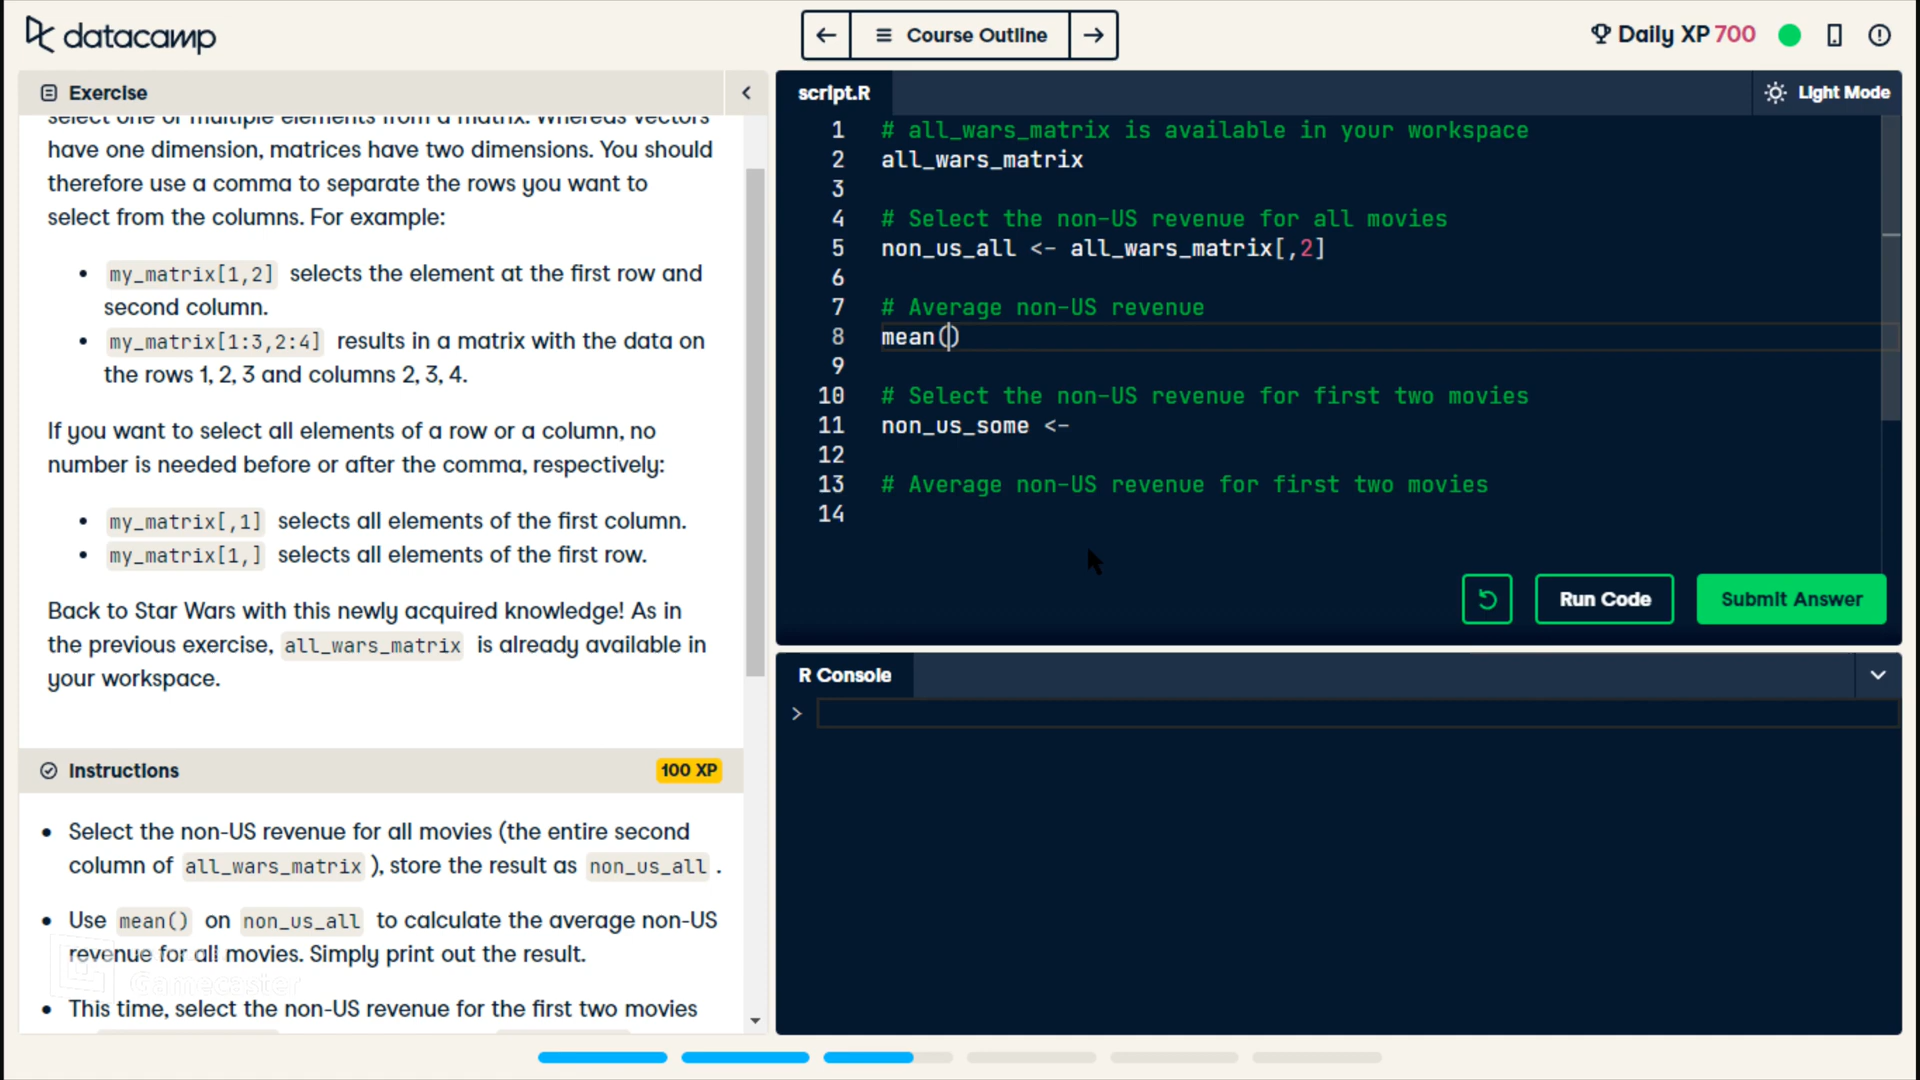 datacamp
Course Outline
Daily XP 700
Exercise
select one or multiple elements from a matrix. Whereas vectors
have one dimension, matrices have two dimensions. You should
therefore use a comma to separate the rows you want to
select from the columns. For example:
my_matrix[1,2] selects the element at the first row and
second column.
my_matrix[1:3,2:4] results in a matrix with the data on
the rows 1, 2, 3 and columns 2, 3, 4.
If you want to select all elements of a row or a column, no
number is needed before or after the comma, respectively:
my_matrix[,1] selects all elements of the first column.
my_matrix[1,] selects all elements of the first row.
Back to Star Wars with this newly acquired knowledge! As in
the previous exercise, all_wars_matrix is already available in
your workspace.
Instructions
100 XP
Select the non-US revenue for all movies (the entire second
column of all_wars_matrix ), store the result as non_us_all .
Use mean() on non_us_all to calculate the average non-US
revenue for all movies. Simply print out the result.
Gamecaster
This time, select the non-US revenue for the first two movies
script.R
Light Mode
1 # all_wars_matrix is available in your workspace
2 all_wars_matrix
3
4 # Select the non-US revenue for all movies
5 non_us_all <- all_wars_matrix[,2]
6
7 # Average non-US revenue
8 mean()
9
10 # Select the non-US revenue for first two movies
11 non_us_some <-
12
13 # Average non-US revenue for first two movies
14
Run Code
Submit Answer
R Console
>